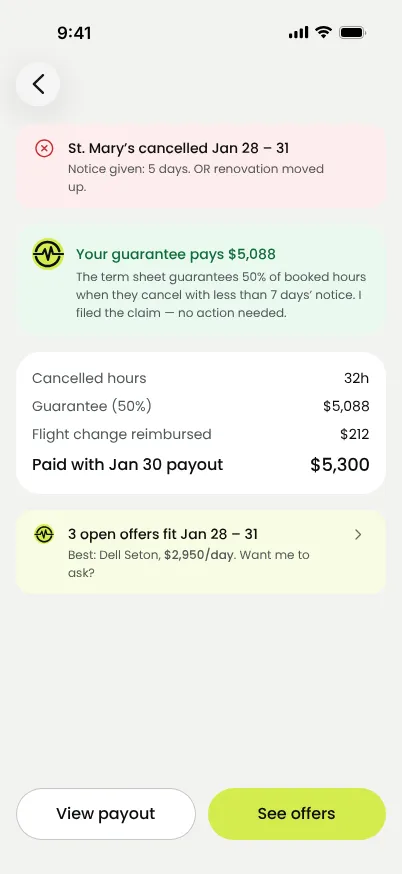 9:41
St. Mary’s cancelled Jan 28 – 31
Notice given: 5 days. OR renovation moved
up.
Your guarantee pays $5,088
The term sheet guarantees 50% of booked hours
when they cancel with less than 7 days’ notice. I
filed the claim — no action needed.
Cancelled hours 32h
Guarantee (50%) $5,088
Flight change reimbursed $212
Paid with Jan 30 payout $5,300
3 open offers fit Jan 28 – 31
Best: Dell Seton, $2,950/day. Want me to
ask?
View payout See offers